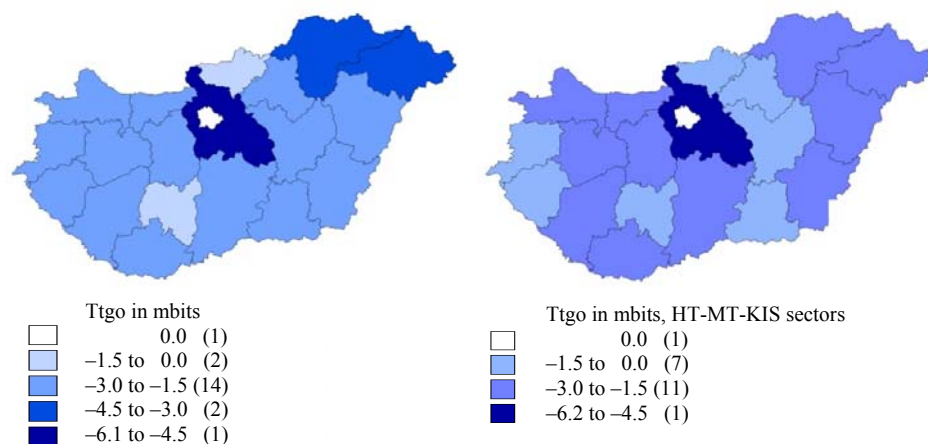 Ttgo in mbits
0.0 (1)
–1.5 to 0.0 (2)
–3.0 to –1.5 (14)
–4.5 to –3.0 (2)
–6.1 to –4.5 (1)
Ttgo in mbits, HT-MT-KIS sectors
0.0 (1)
–1.5 to 0.0 (7)
–3.0 to –1.5 (11)
–6.2 to –4.5 (1)